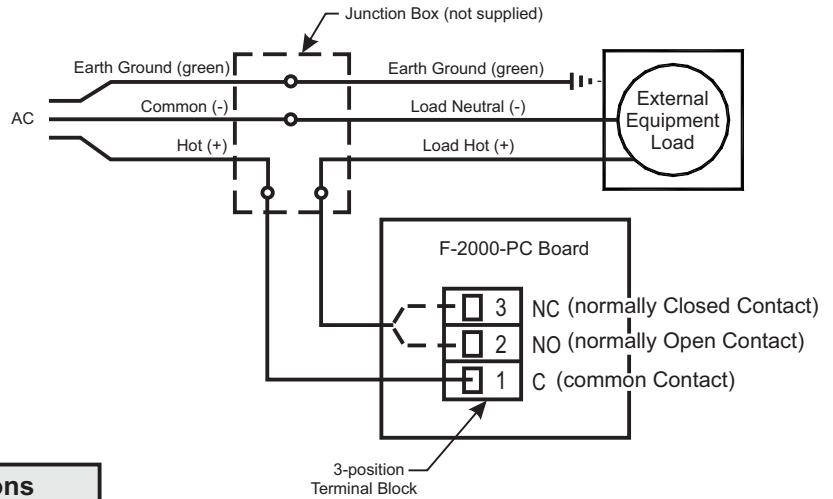 Junction Box (not supplied)
Earth Ground (green)
Earth Ground (green)
AC
Common (-)
Load Neutral (-)
External
Equipment
Load
Hot (+)
Load Hot (+)
F-2000-PC Board
3 NC (normally Closed Contact)
2 NO (normally Open Contact)
1 C (common Contact)
3-position
Terminal Block